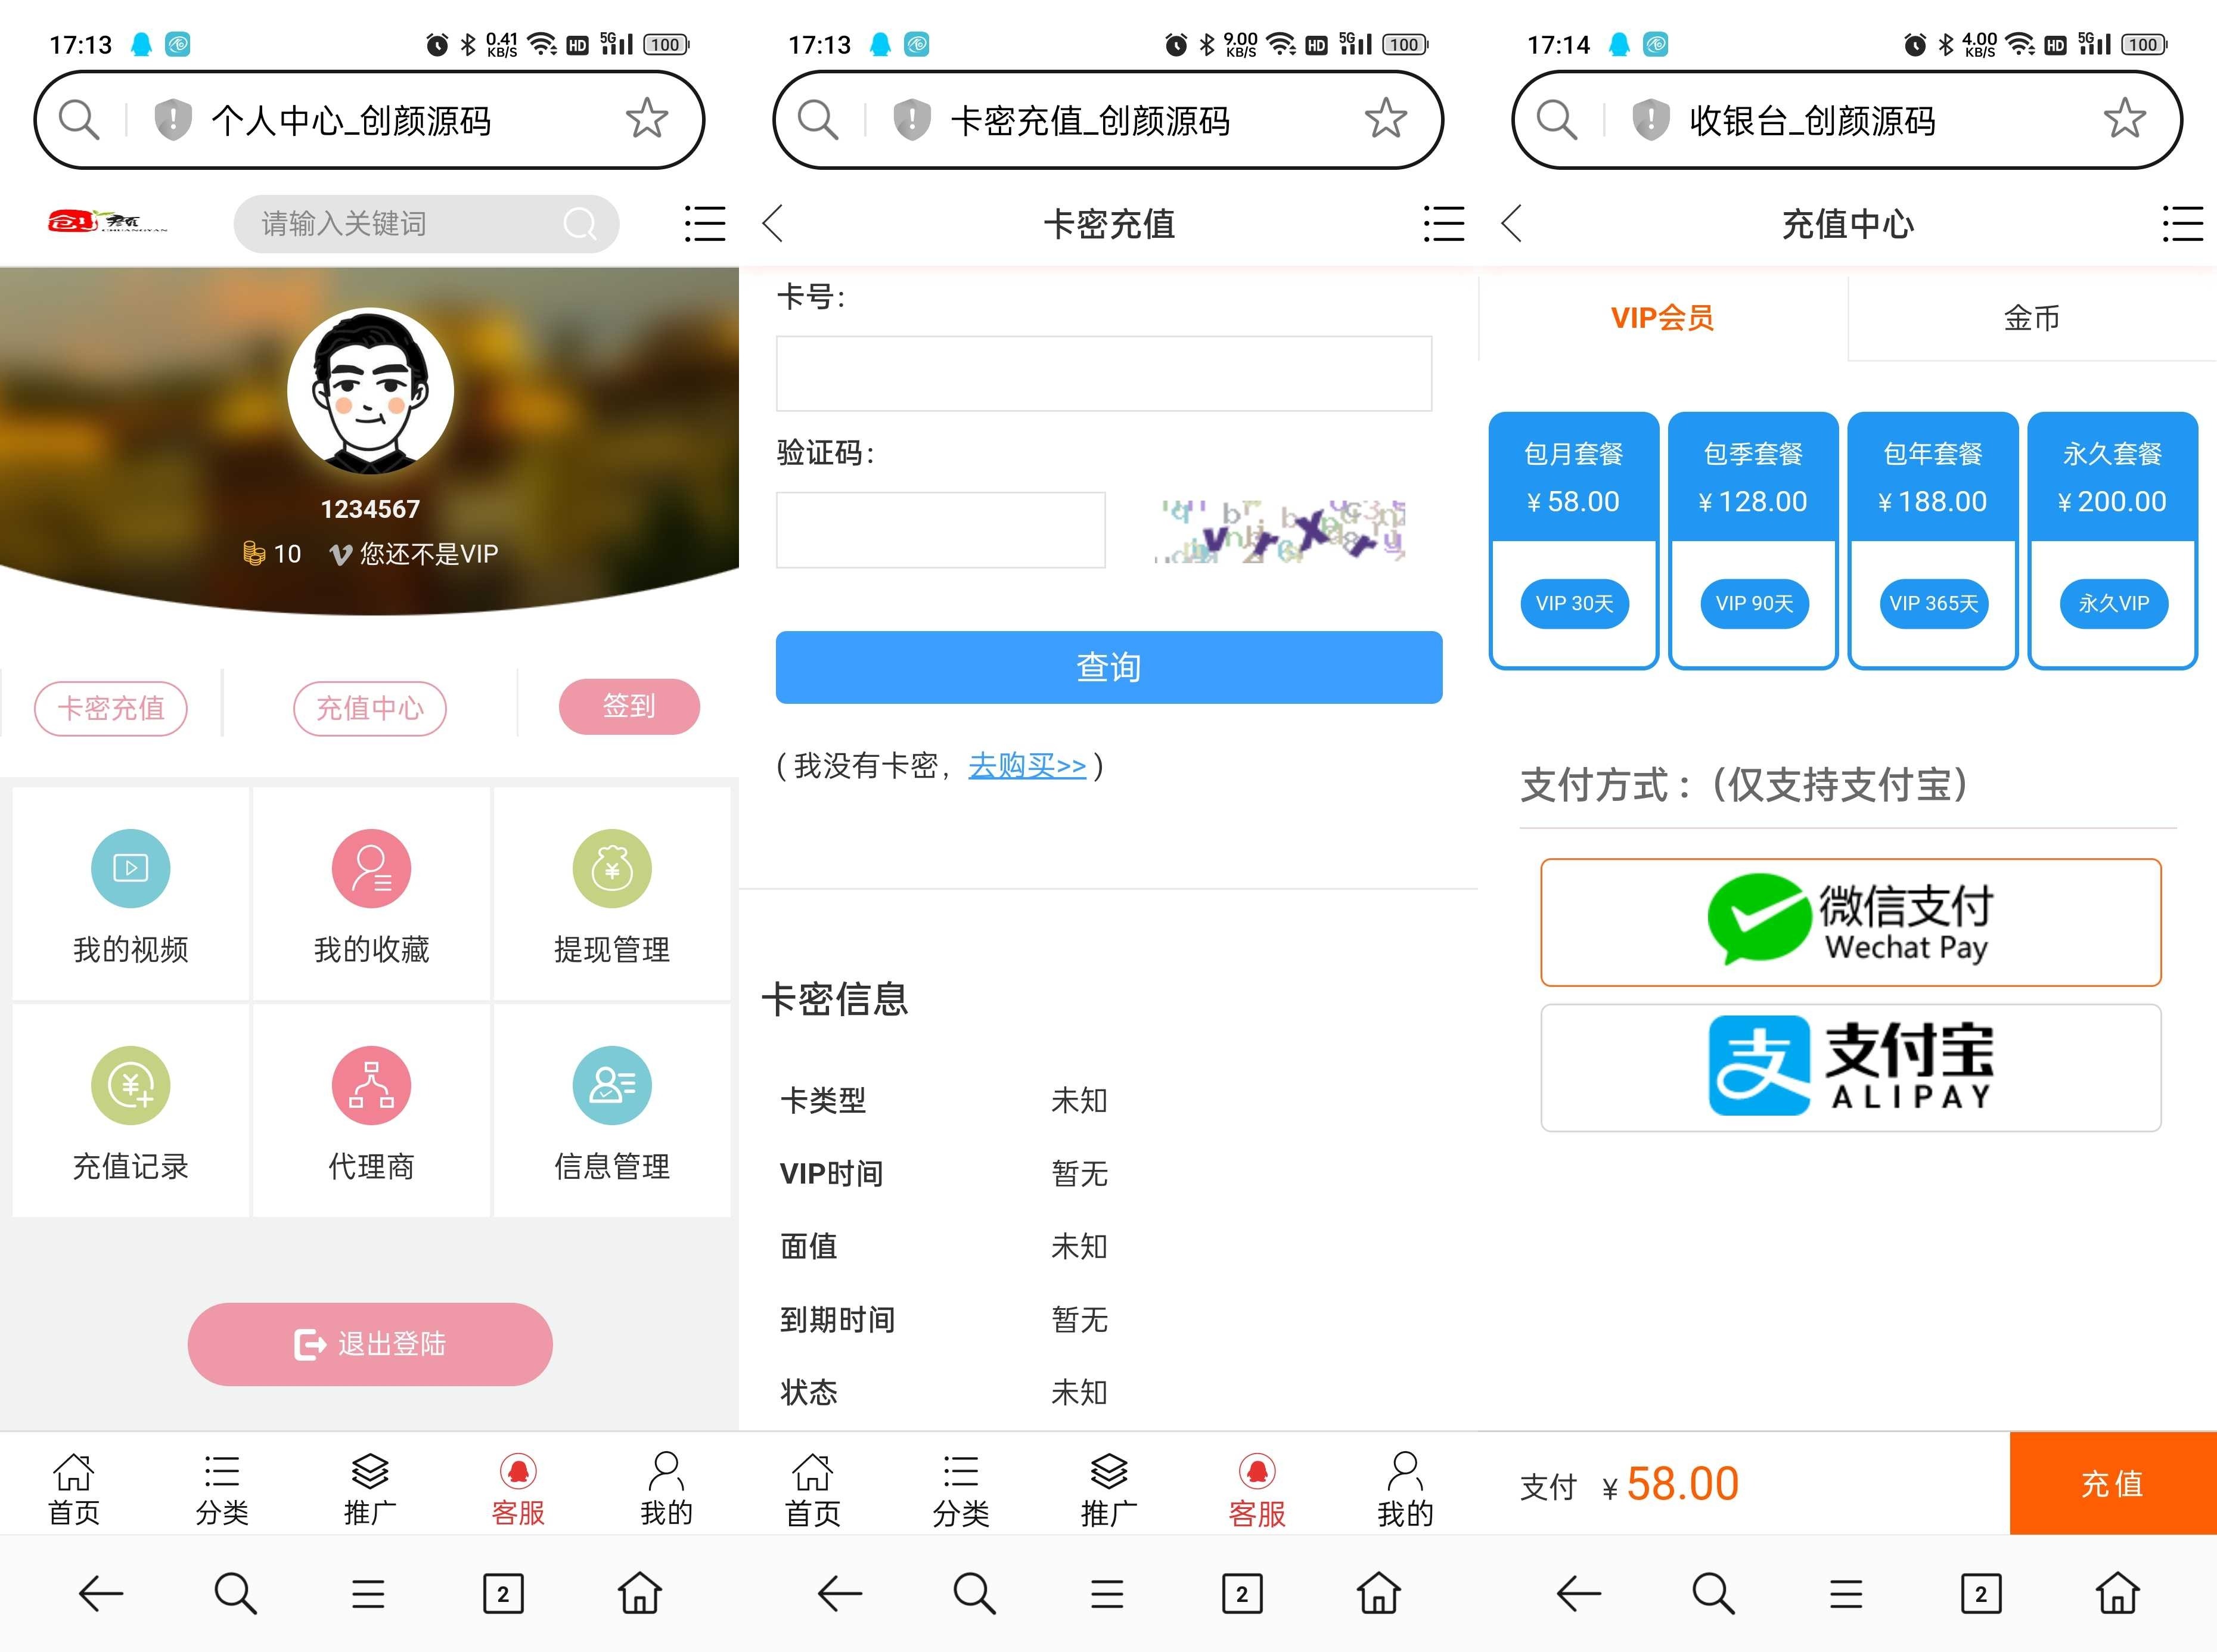 17:13
0.41 KB/S HD 5G 100
个人中心_创颜源码
请输入关键词
1234567
10 您还不是VIP
卡密充值 充值中心 签到
我的视频 我的收藏 提现管理
充值记录 代理商 信息管理
退出登陆
首页 分类 推广 客服 我的
2
17:13
9.00 KB/S HD 5G 100
卡密充值_创颜源码
卡密充值
卡号：
验证码：
查询
（我没有卡密，去购买>>）
卡密信息
卡类型 未知
VIP时间 暂无
面值 未知
到期时间 暂无
状态 未知
首页 分类 推广 客服 我的
2
17:14
4.00 KB/S HD 5G 100
收银台_创颜源码
充值中心
VIP会员 金币
包月套餐 包季套餐 包年套餐 永久套餐
¥ 58.00 ¥ 128.00 ¥ 188.00 ¥ 200.00
VIP 30天 VIP 90天 VIP 365天 永久VIP
支付方式：（仅支持支付宝）
微信支付
Wechat Pay
支 支付宝
ALIPAY
支付 ¥ 58.00 充值
2